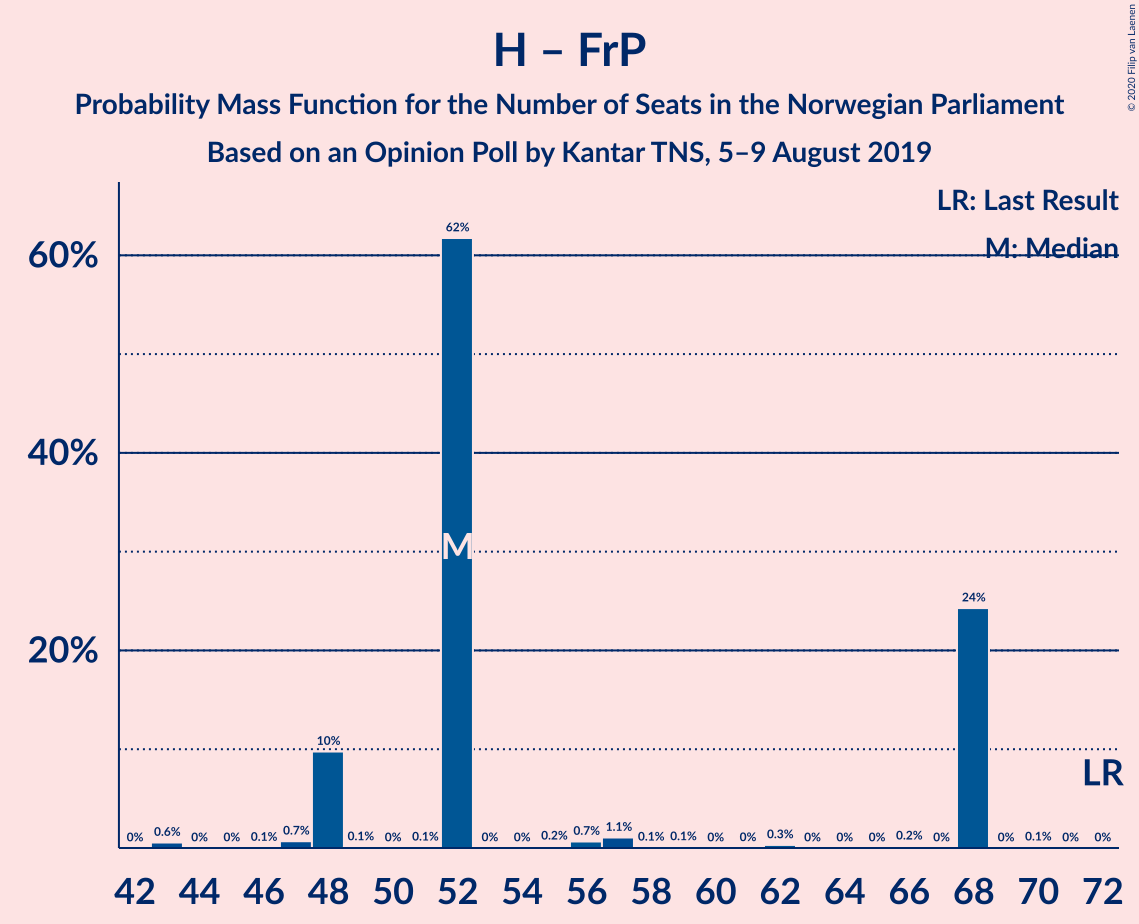 H – FrP
Probability Mass Function for the Number of Seats in the Norwegian Parliament
Based on an Opinion Poll by Kantar TNS, 5–9 August 2019
© 2020 Filip van Laenen
LR: Last Result
M: Median
60%
40%
20%
0% 0.6% 0% 0% 0.1% 0.7% 10% 0.1% 0% 0.1% 62% 0% 0% 0.2% 0.7% 1.1% 0.1% 0.1% 0% 0% 0.3% 0% 0% 0% 0.2% 0% 24% 0% 0.1% 0% 0%
M
LR
42 44 46 48 50 52 54 56 58 60 62 64 66 68 70 72